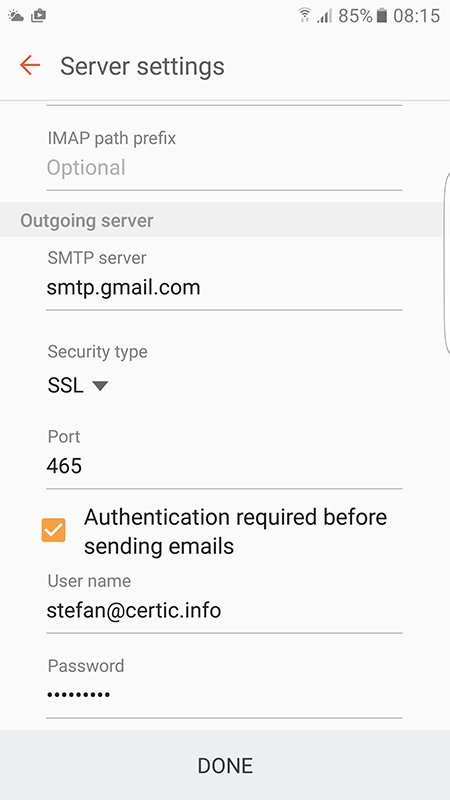 85% 08:15
Server settings
IMAP path prefix
Optional
Outgoing server
SMTP server
smtp.gmail.com
Security type
SSL
Port
465
Authentication required before
sending emails
User name
stefan@certic.info
Password
•••••••••
DONE